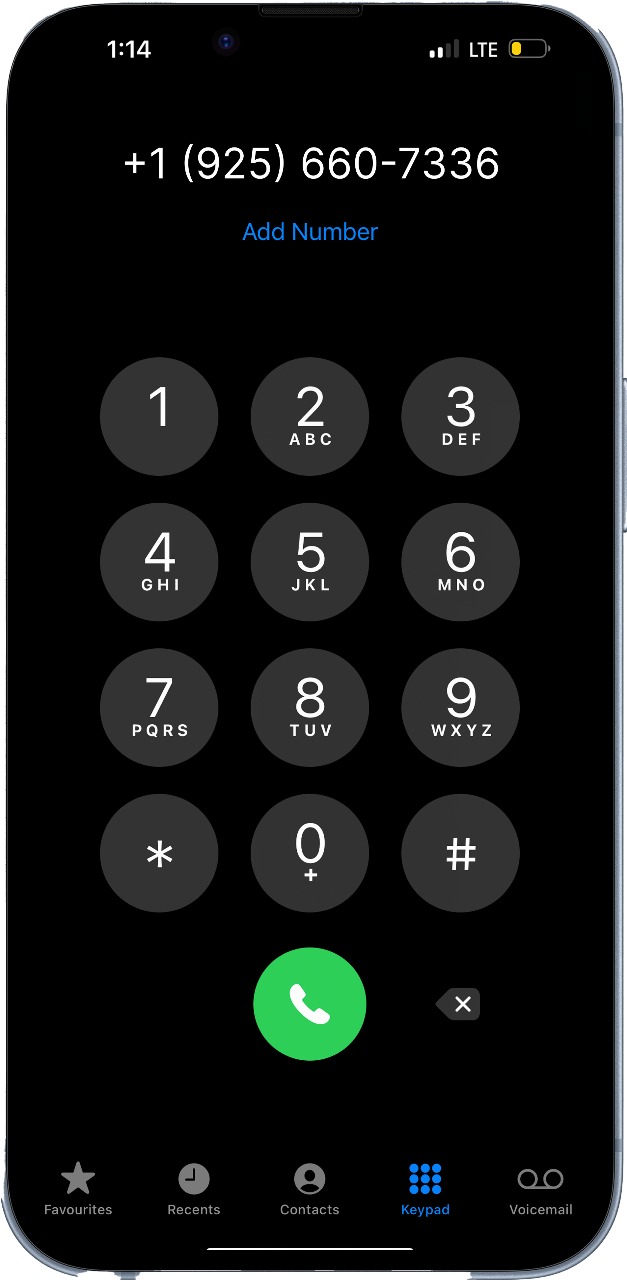 1:14 LTE
+1 (925) 660-7336
Add Number
1 2 3
ABC DEF
4 5 6
GHI JKL MNO
7 8 9
PQRS TUV WXYZ
* 0 #
+
Favourites Recents Contacts Keypad Voicemail